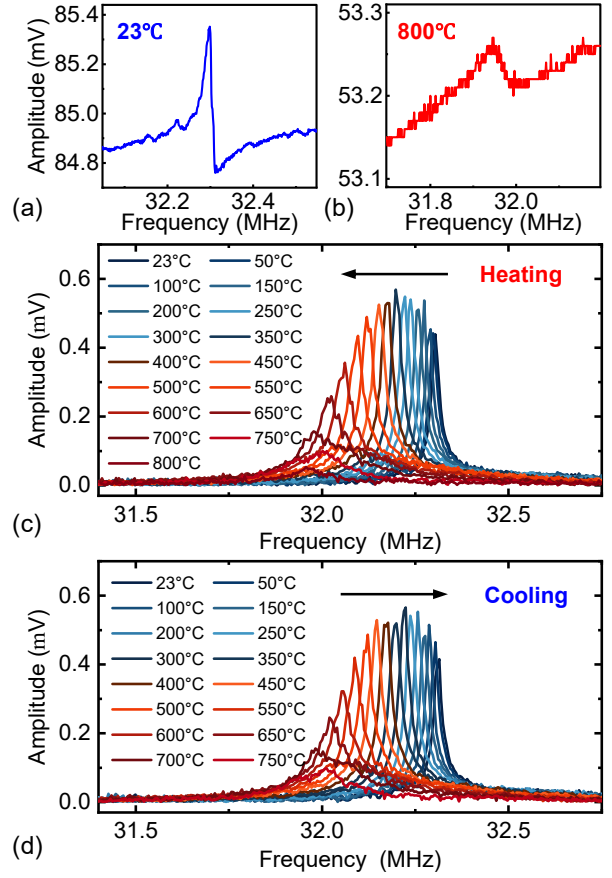 23℃
Amplitude (mV)
85.4
85.2
85.0
84.8
32.2 32.4
Frequency (MHz)
(a)
800℃
53.3
53.2
53.1
31.8 32.0
Frequency (MHz)
(b)
Heating
Amplitude (mV)
0.6
0.4
0.2
0.0
23°C 50°C
100°C 150°C
200°C 250°C
300°C 350°C
400°C 450°C
500°C 550°C
600°C 650°C
700°C 750°C
800°C
31.5 32.0 32.5
Frequency (MHz)
(c)
Cooling
Amplitude (mV)
0.6
0.4
0.2
0.0
23°C 50°C
100°C 150°C
200°C 250°C
300°C 350°C
400°C 450°C
500°C 550°C
600°C 650°C
700°C 750°C
31.5 32.0 32.5
Frequency (MHz)
(d)